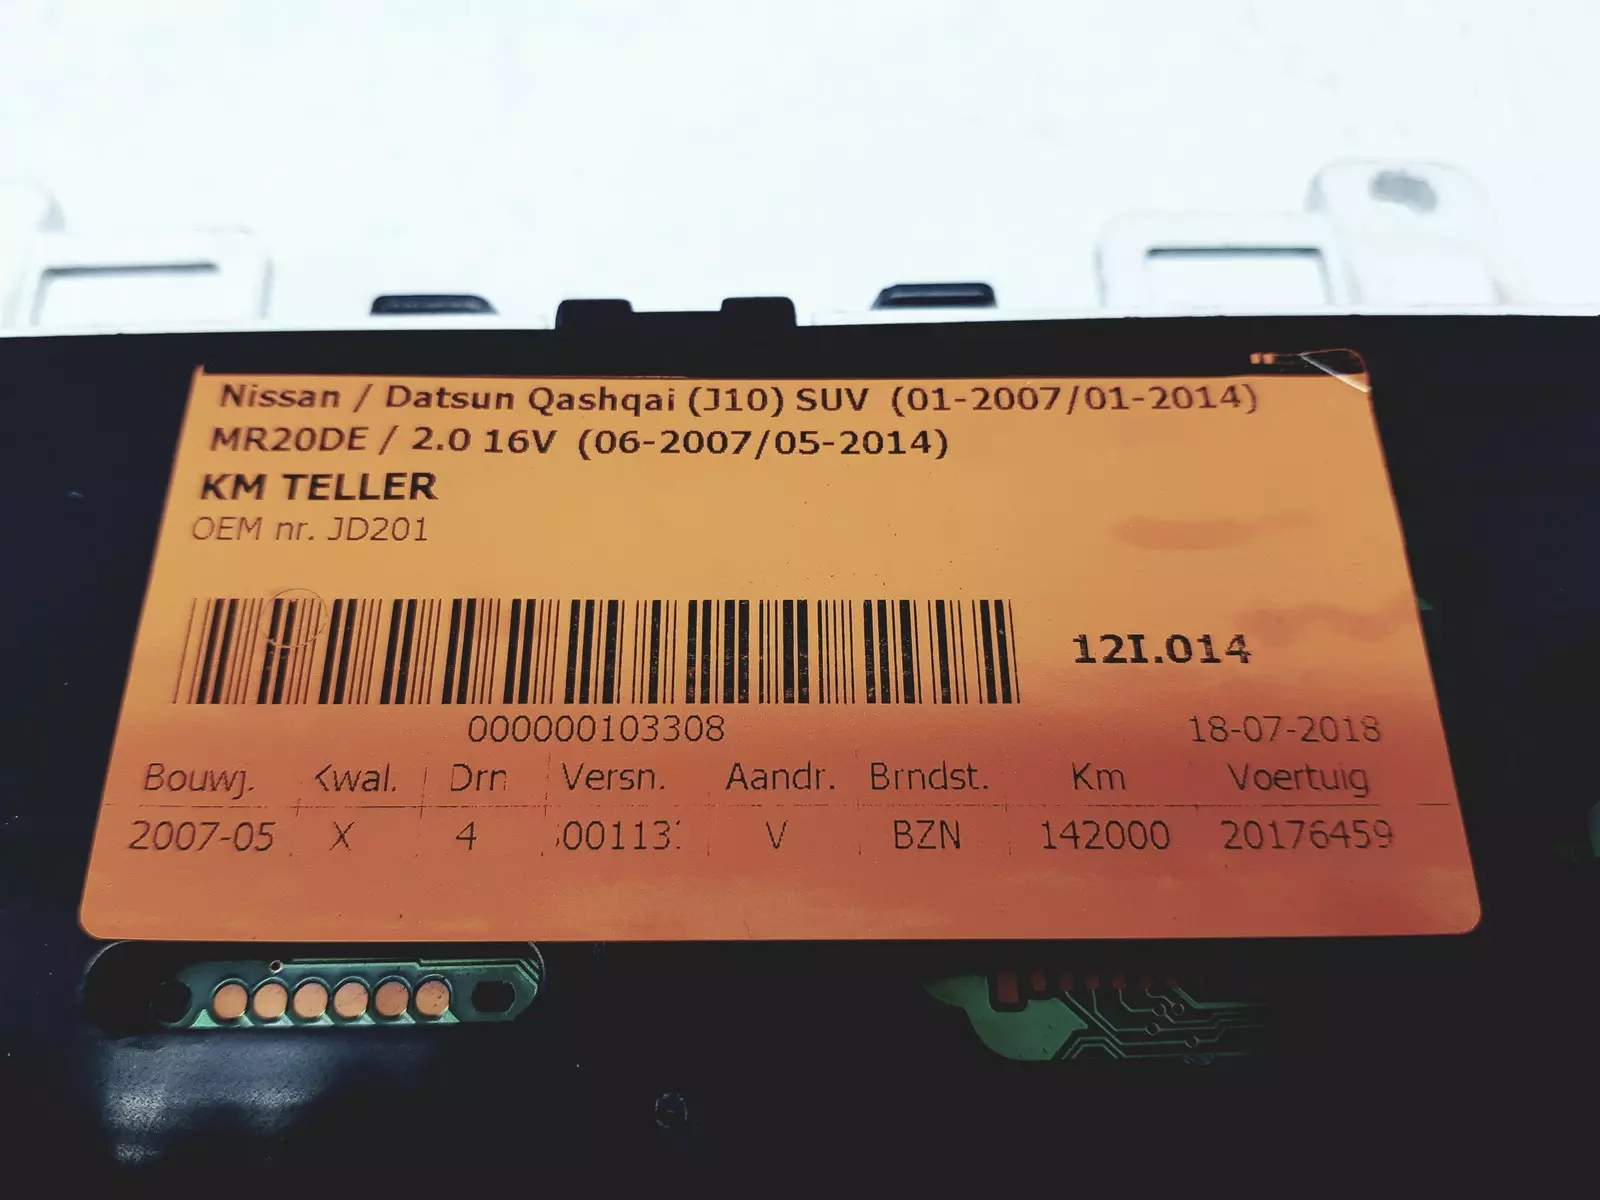 Nissan / Datsun Qashqai (J10) SUV (01-2007/01-2014)
MR20DE / 2.0 16V (06-2007/05-2014)
KM TELLER
OEM nr. JD201
12I.014
000000103308 18-07-2018
Bouwj. Kwal. Drn Versn. Aandr. Brndst. Km Voertuig
2007-05 X 4 V BZN 142000 20176459